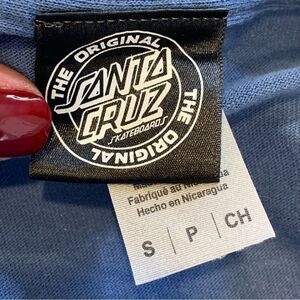 THE ORIGINAL
SANTA
CRUZ
SKATEBOARDS
THE ORIGINAL
Fabriqué au Nicaragua
Hecho en Nicaragua
S | P | CH